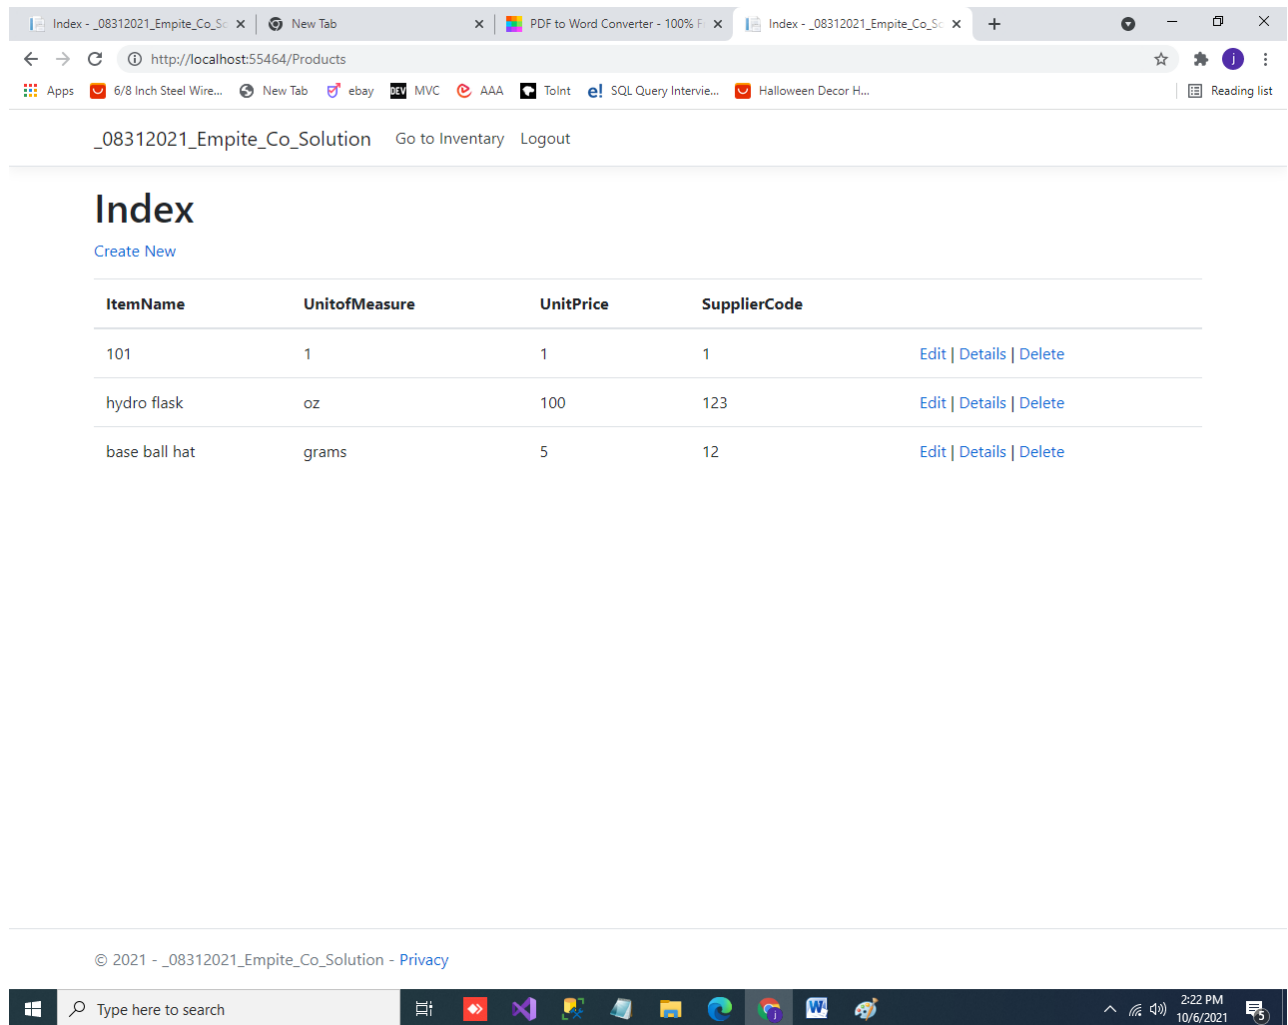 Index - _08312021_Empite_Co_So New Tab PDF to Word Converter - 100% F Index - _08312021_Empite_Co_So
http://localhost:55464/Products
Apps 6/8 Inch Steel Wire... New Tab ebay DEV MVC AAA ToInt e! SQL Query Intervie... Halloween Decor H... Reading list
_08312021_Empite_Co_Solution Go to Inventary Logout
Index
Create New
ItemName UnitofMeasure UnitPrice SupplierCode
101 1 1 1 Edit | Details | Delete
hydro flask oz 100 123 Edit | Details | Delete
base ball hat grams 5 12 Edit | Details | Delete
© 2021 - _08312021_Empite_Co_Solution - Privacy
Type here to search 2:22 PM
10/6/2021 5